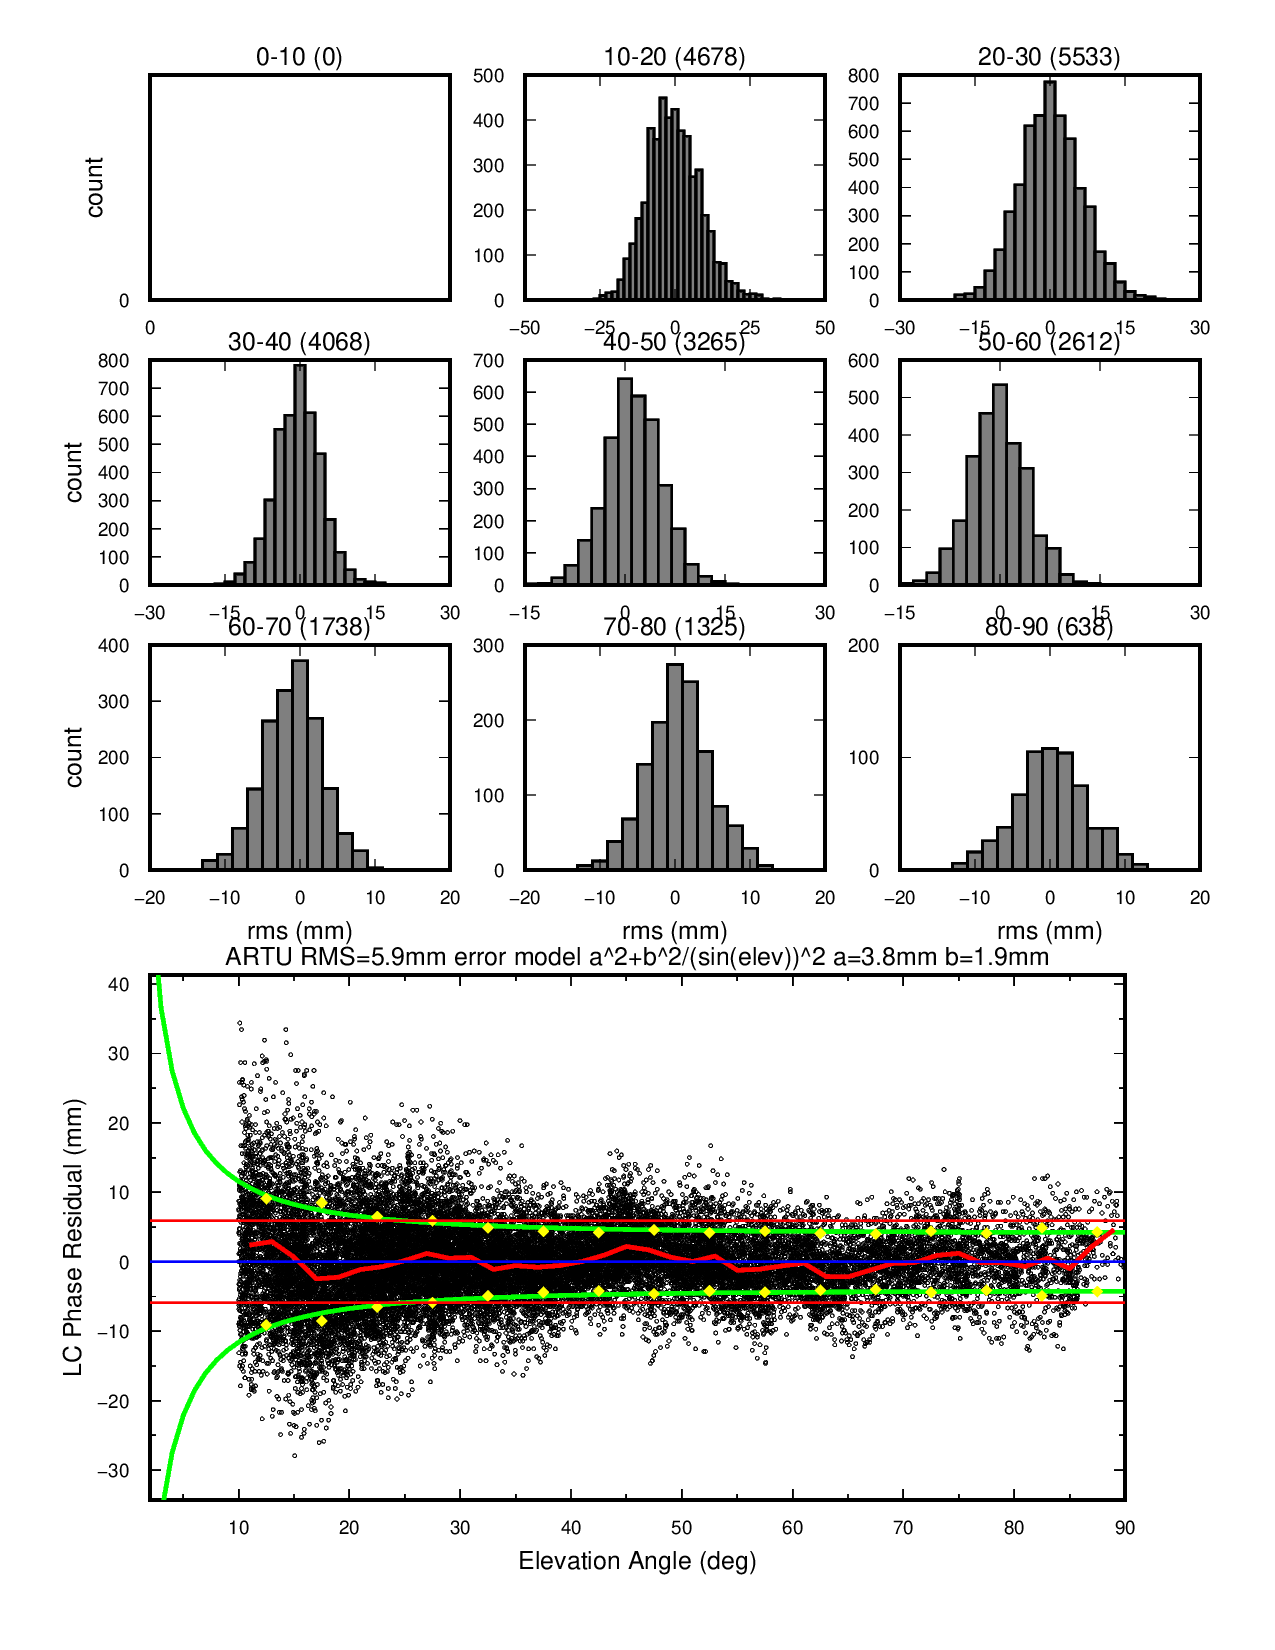 0-10 (0) 10-20 (4678) 20-30 (5533)
count
0
0
0 100 200 300 400 500
−50 −25 0 25 50
0 100 200 300 400 500 600 700 800
−30 −15 0 15 30
30-40 (4068) 40-50 (3265) 50-60 (2612)
count
0 100 200 300 400 500 600 700 800
−30 −15 0 15 30
0 100 200 300 400 500 600 700
−15 0 15 30
0 100 200 300 400 500 600
−15 0 15 30
60-70 (1738) 70-80 (1325) 80-90 (638)
count
0 100 200 300 400
−20 −10 0 10 20
0 100 200 300
−20 −10 0 10 20
0 100 200
−20 −10 0 10 20
rms (mm) rms (mm) rms (mm)
ARTU RMS=5.9mm error model a^2+b^2/(sin(elev))^2 a=3.8mm b=1.9mm
LC Phase Residual (mm)
40
30
20
10
0
−10
−20
−30
10 20 30 40 50 60 70 80 90
Elevation Angle (deg)